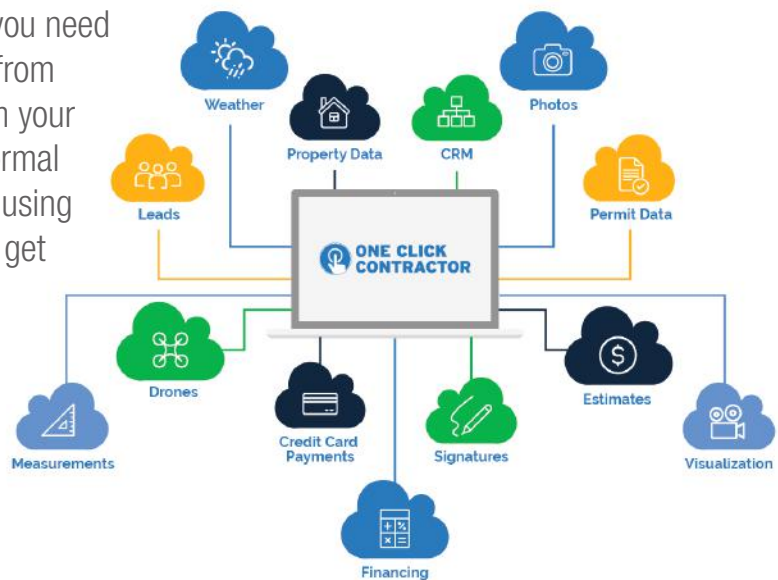 you need
from
n your
rmal
using
get
Weather
Photos
Property Data
CRM
Leads
Permit Data
ONE CLICK
CONTRACTOR
Drones
$
Estimates
Measurements
Credit Card
Payments
Signatures
Visualization
+ %
× =
Financing